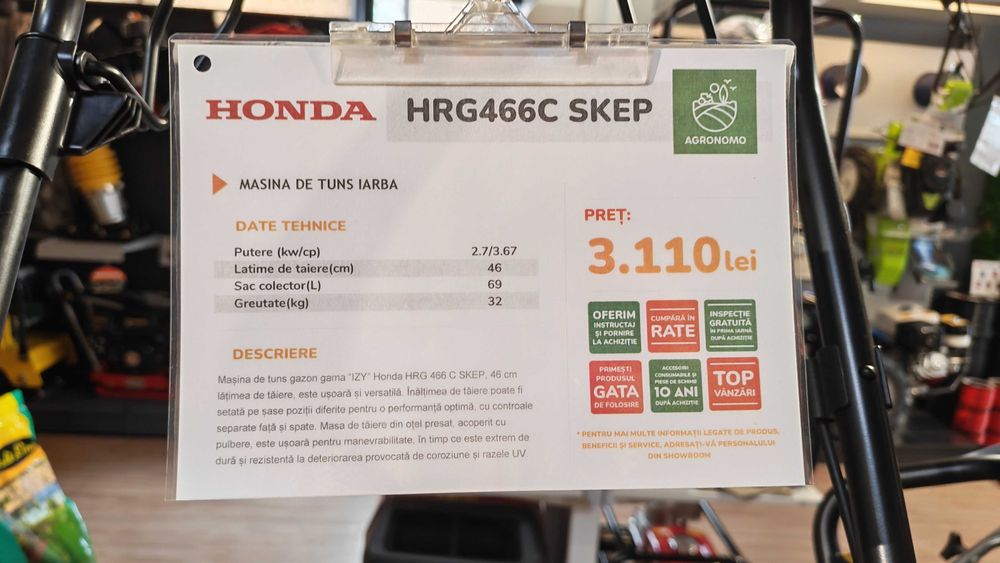 HONDA HRG466C SKEP
AGRONOMO
MASINA DE TUNS IARBA
DATE TEHNICE
Putere (kw/cp) 2.7/3.67
Latime de taiere(cm) 46
Sac colector(L) 69
Greutate(kg) 32
DESCRIERE
Mașina de tuns gazon gama "IZY" Honda HRG 466 C SKEP, 46 cm
lățimea de tăiere, este ușoară și versatilă. Înălțimea de tăiere poate fi
setată pe șase poziții diferite pentru o performanță optimă, cu controale
separate față și spate. Masa de tăiere din oțel presat, acoperit cu
pulbere, este ușoară pentru manevrabilitate. În timp ce este extrem de
dură și rezistentă la deteriorarea provocată de coroziune și razele UV.
PREȚ:
3.110 lei
OFERIM
INSTRUCTAJ
ȘI PORNIRE
LA ACHIZIȚIE
CUMPĂRĂ ÎN
RATE
INSPECȚIE
GRATUITĂ
ÎN PRIMA IARNĂ
DUPĂ ACHIZIȚIE
PRIMEȘTI
PRODUSUL
GATA
DE FOLOSIRE
ACCESORII
CONSUMABILE ȘI
PIESE DE SCHIMB
10 ANI
DUPĂ ACHIZIȚIE
TOP
VÂNZĂRI
* PENTRU MAI MULTE INFORMAȚII LEGATE DE PRODUS,
BENEFICII ȘI SERVICE, ADRESAȚI-VĂ PERSONALULUI
DIN SHOWROOM